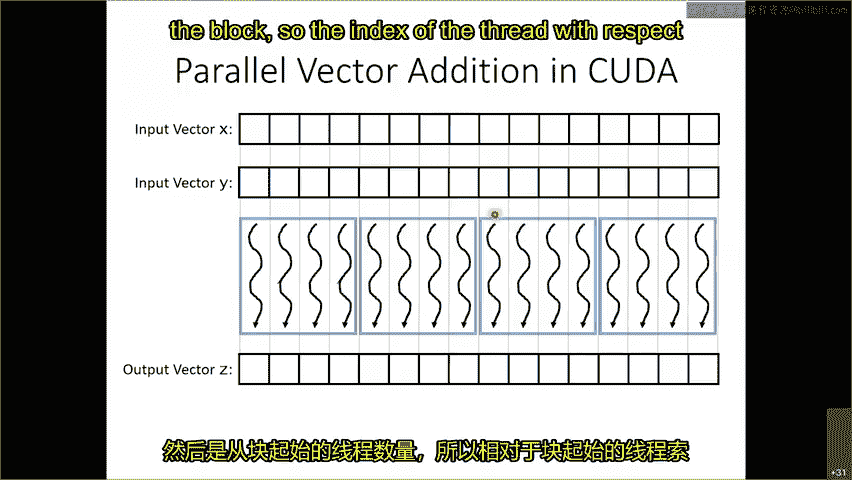 the block, so the index of the thread with respect
Parallel Vector Addition in CUDA
Input Vector x:
Input Vector y:
Output Vector z:
然后是从块起始的线程数量，所以相对于块起始的线程索
+31